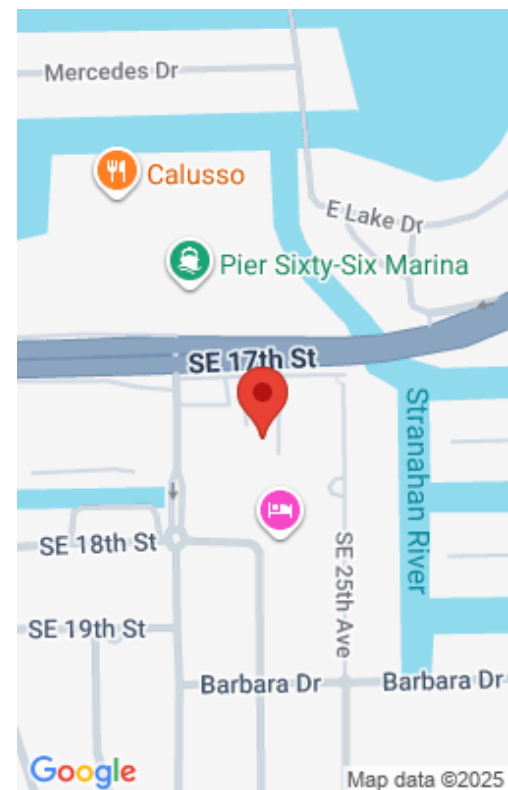 Mercedes Dr
Calusso
E Lake Dr
Pier Sixty-Six Marina
SE 17th St
Stranahan River
SE 18th St
SE 25th Ave
SE 19th St
Barbara Dr
Barbara Dr
Google
Map data ©2025